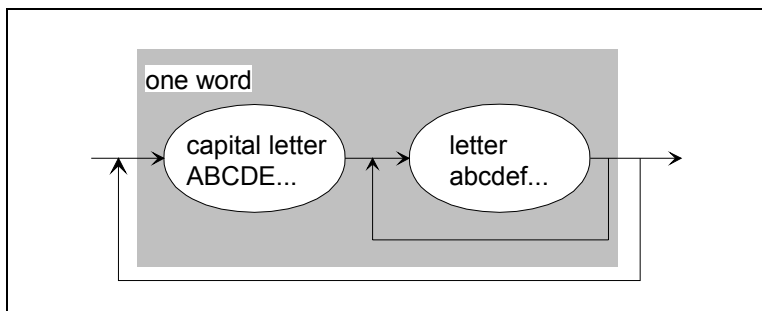 one word
capital letter
ABCDE...
letter
abcdef...